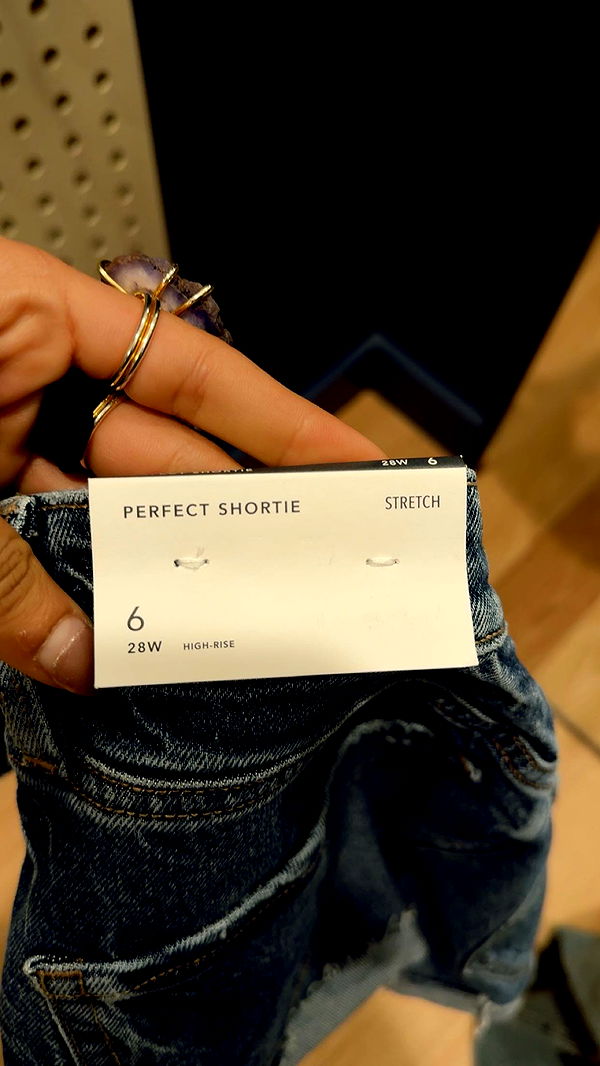 28W 6
PERFECT SHORTIE STRETCH
6
28W HIGH-RISE